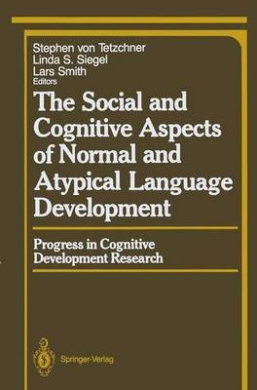 Stephen von Tetzchner
Linda S. Siegel
Lars Smith
Editors
The Social and
Cognitive Aspects
of Normal and
Atypical Language
Development
Progress in Cognitive
Development Research
Springer-Verlag